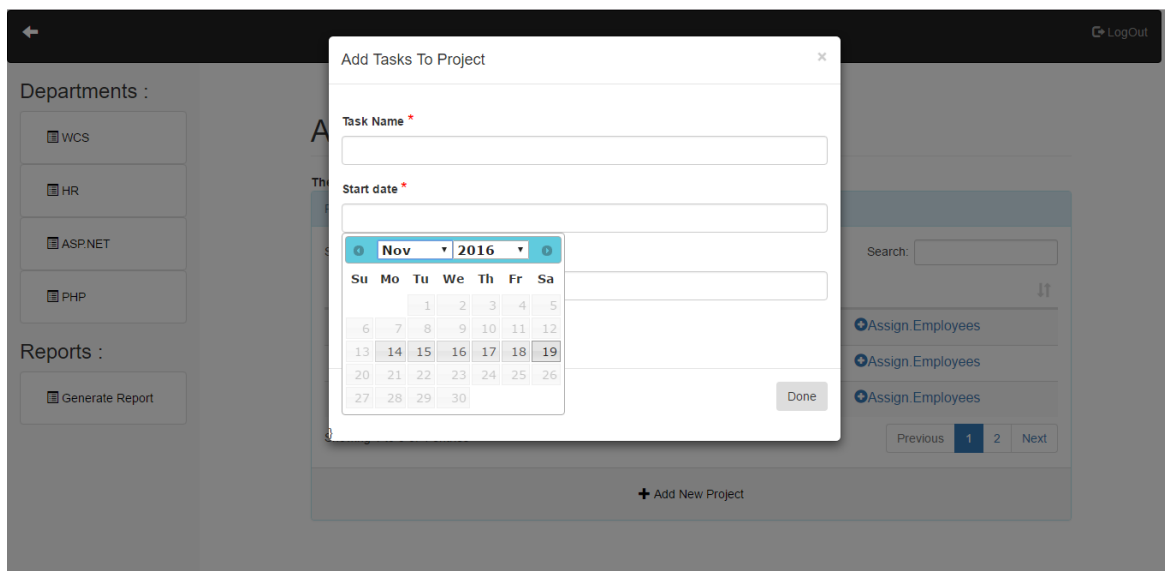 LogOut
Add Tasks To Project ×
Departments :
WCS
HR
ASP.NET
PHP
Reports :
Generate Report
A
Task Name *
The
Start date *
Nov 2016
Su Mo Tu We Th Fr Sa
1 2 3 4 5
6 7 8 9 10 11 12
13 14 15 16 17 18 19
20 21 22 23 24 25 26
27 28 29 30
Search:
Assign.Employees
Assign.Employees
Assign.Employees
Done
}
Previous 1 2 Next
Add New Project